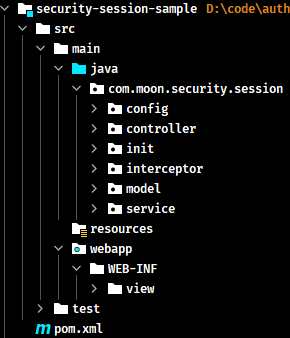 security-session-sample D:\code\auth
src
main
java
com.moon.security.session
config
controller
init
interceptor
model
service
resources
webapp
WEB-INF
view
test
pom.xml